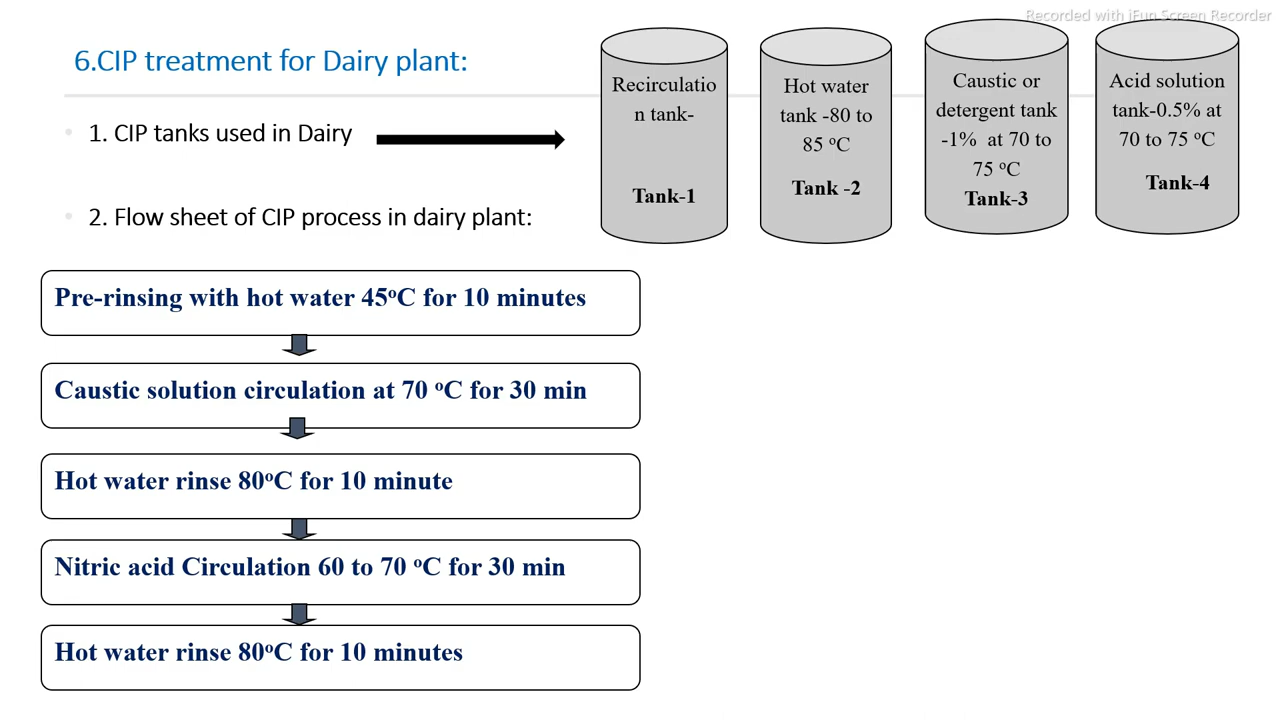 Recorded with iFun Screen Recorder
6.CIP treatment for Dairy plant:
1. CIP tanks used in Dairy
2. Flow sheet of CIP process in dairy plant:
Recirculatio
n tank-
Tank-1
Hot water
tank -80 to
85 ºC
Tank -2
Caustic or
detergent tank
-1%  at 70 to
75 ºC
Tank-3
Acid solution
tank-0.5% at
70 to 75 ºC
Tank-4
Pre-rinsing with hot water 45ºC for 10 minutes
Caustic solution circulation at 70 ºC for 30 min
Hot water rinse 80ºC for 10 minute
Nitric acid Circulation 60 to 70 ºC for 30 min
Hot water rinse 80ºC for 10 minutes